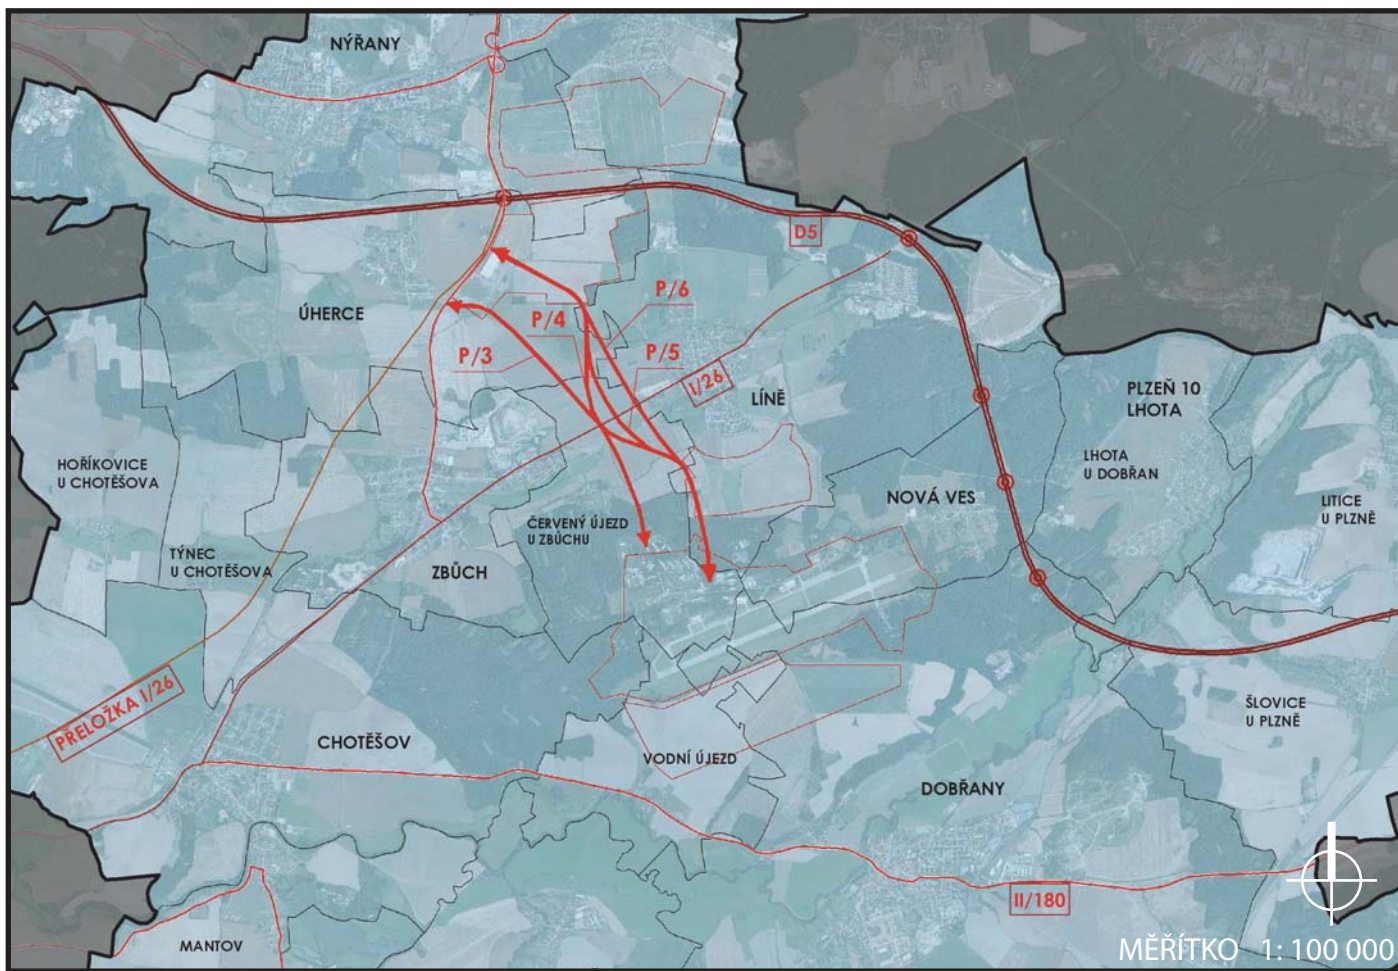 NÝŘANY
D5
ÚHERCE
P/6
P/4
P/3
P/5
I/26
LÍNĚ
PLZEŇ 10
LHOTA
HOŘÍKOVICE
U CHOTĚŠOVA
LHOTA
U DOBŘAN
NOVÁ VES
LITICE
U PLZNĚ
ČERVENÝ ÚJEZD
U ZBŮCHU
TÝNEC
U CHOTĚŠOVA
ZBŮCH
PŘELOŽKA I/26
ŠLOVICE
U PLZNĚ
CHOTĚŠOV
VODNÍ ÚJEZD
DOBŘANY
II/180
MANTOV
MĚŘÍTKO 1: 100 000